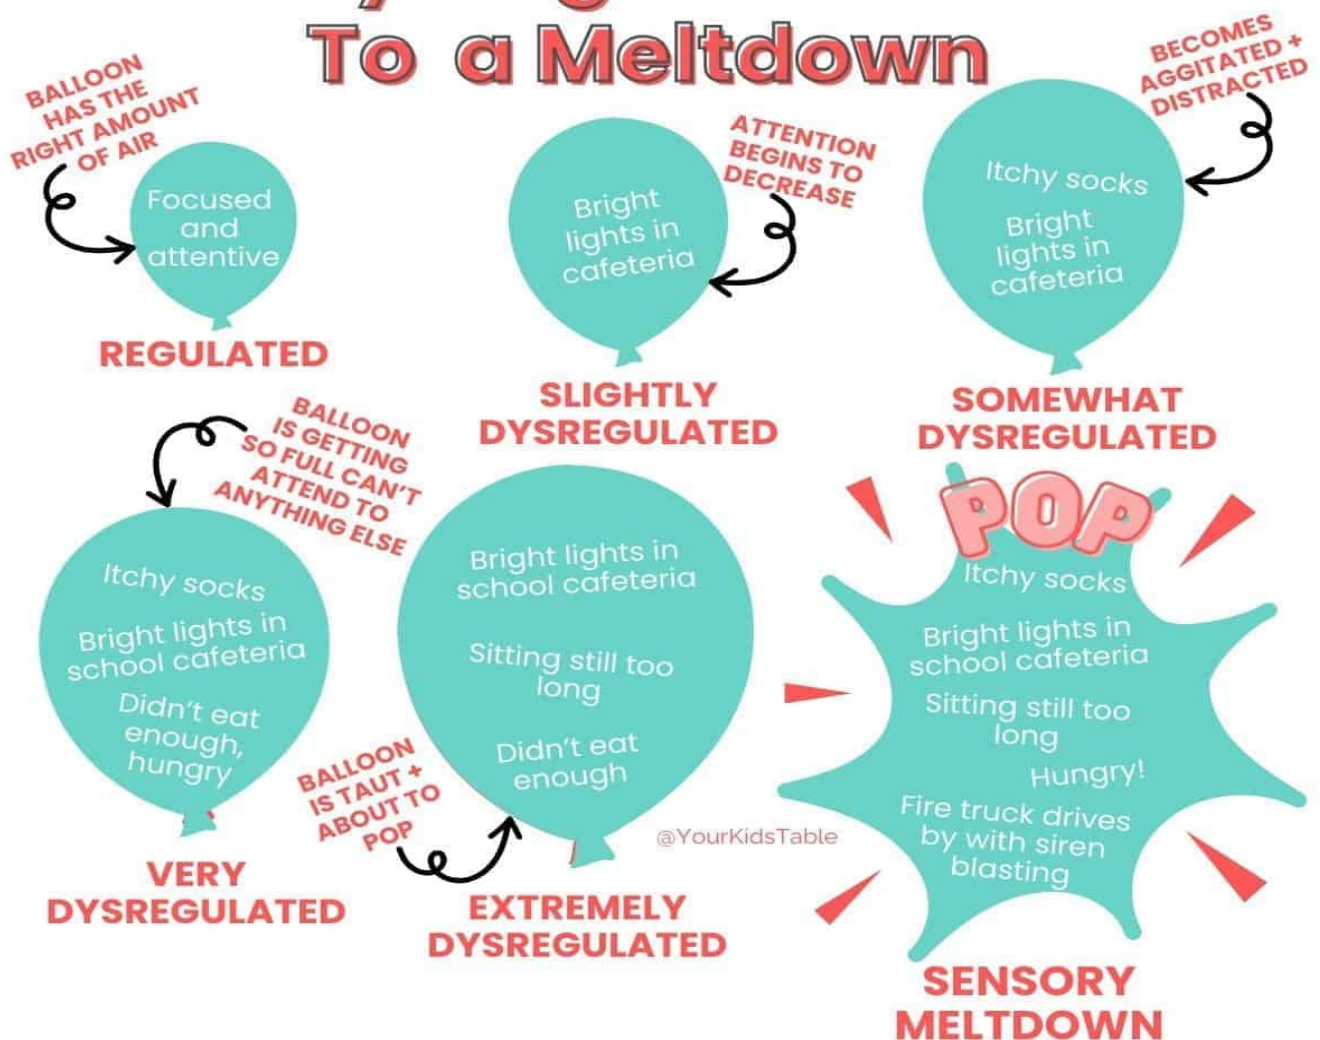 To a Meltdown
BALLOON
HAS THE
RIGHT AMOUNT
OF AIR
Focused
and
attentive
REGULATED
ATTENTION
BEGINS TO
DECREASE
Bright
lights in
cafeteria
SLIGHTLY
DYSREGULATED
BECOMES
AGGITATED +
DISTRACTED
Itchy socks
Bright
lights in
cafeteria
SOMEWHAT
DYSREGULATED
BALLOON
IS GETTING
SO FULL CAN'T
ATTEND TO
ANYTHING ELSE
Itchy socks
Bright lights in
school cafeteria
Didn't eat
enough,
hungry
VERY
DYSREGULATED
Bright lights in
school cafeteria
Sitting still too
long
Didn't eat
enough
BALLOON
IS TAUT +
ABOUT TO
POP
@YourKidsTable
EXTREMELY
DYSREGULATED
POP
Itchy socks
Bright lights in
school cafeteria
Sitting still too
long
Hungry!
Fire truck drives
by with siren
blasting
SENSORY
MELTDOWN